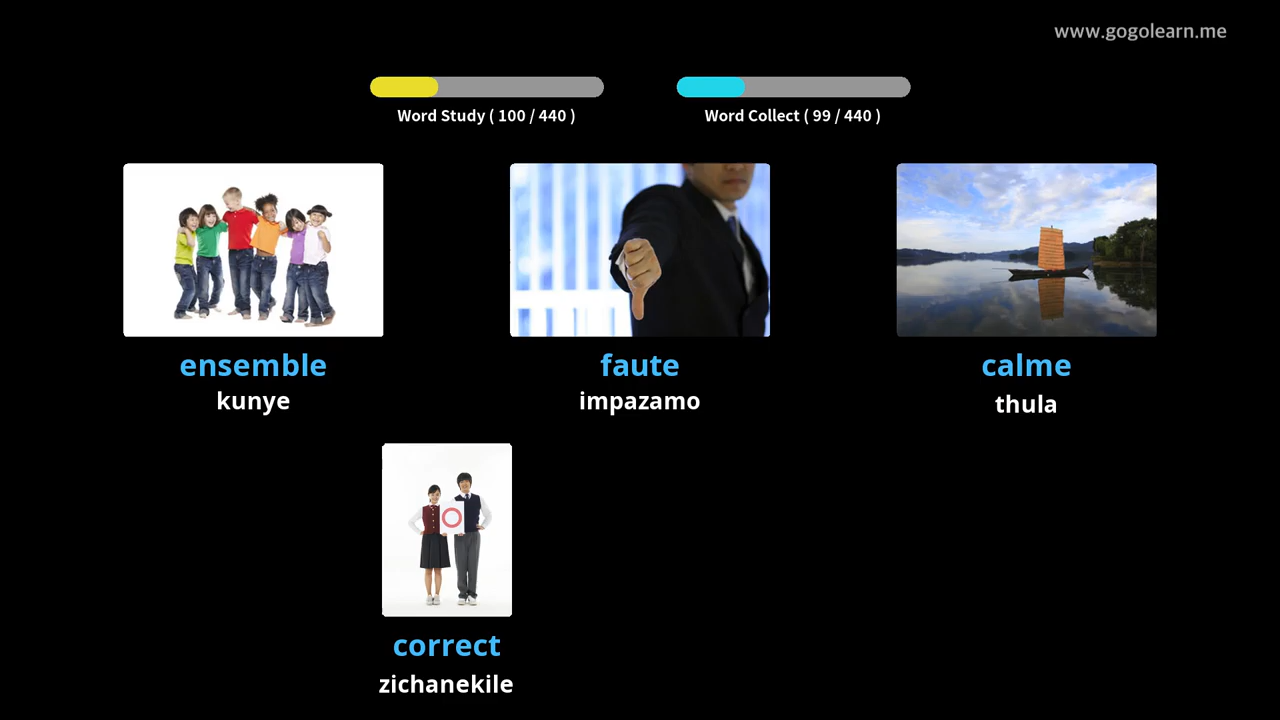 www.gogolearn.me
Word Study ( 100 / 440 )
Word Collect ( 99 / 440 )
ensemble
kunye
faute
impazamo
calme
thula
correct
zichanekile